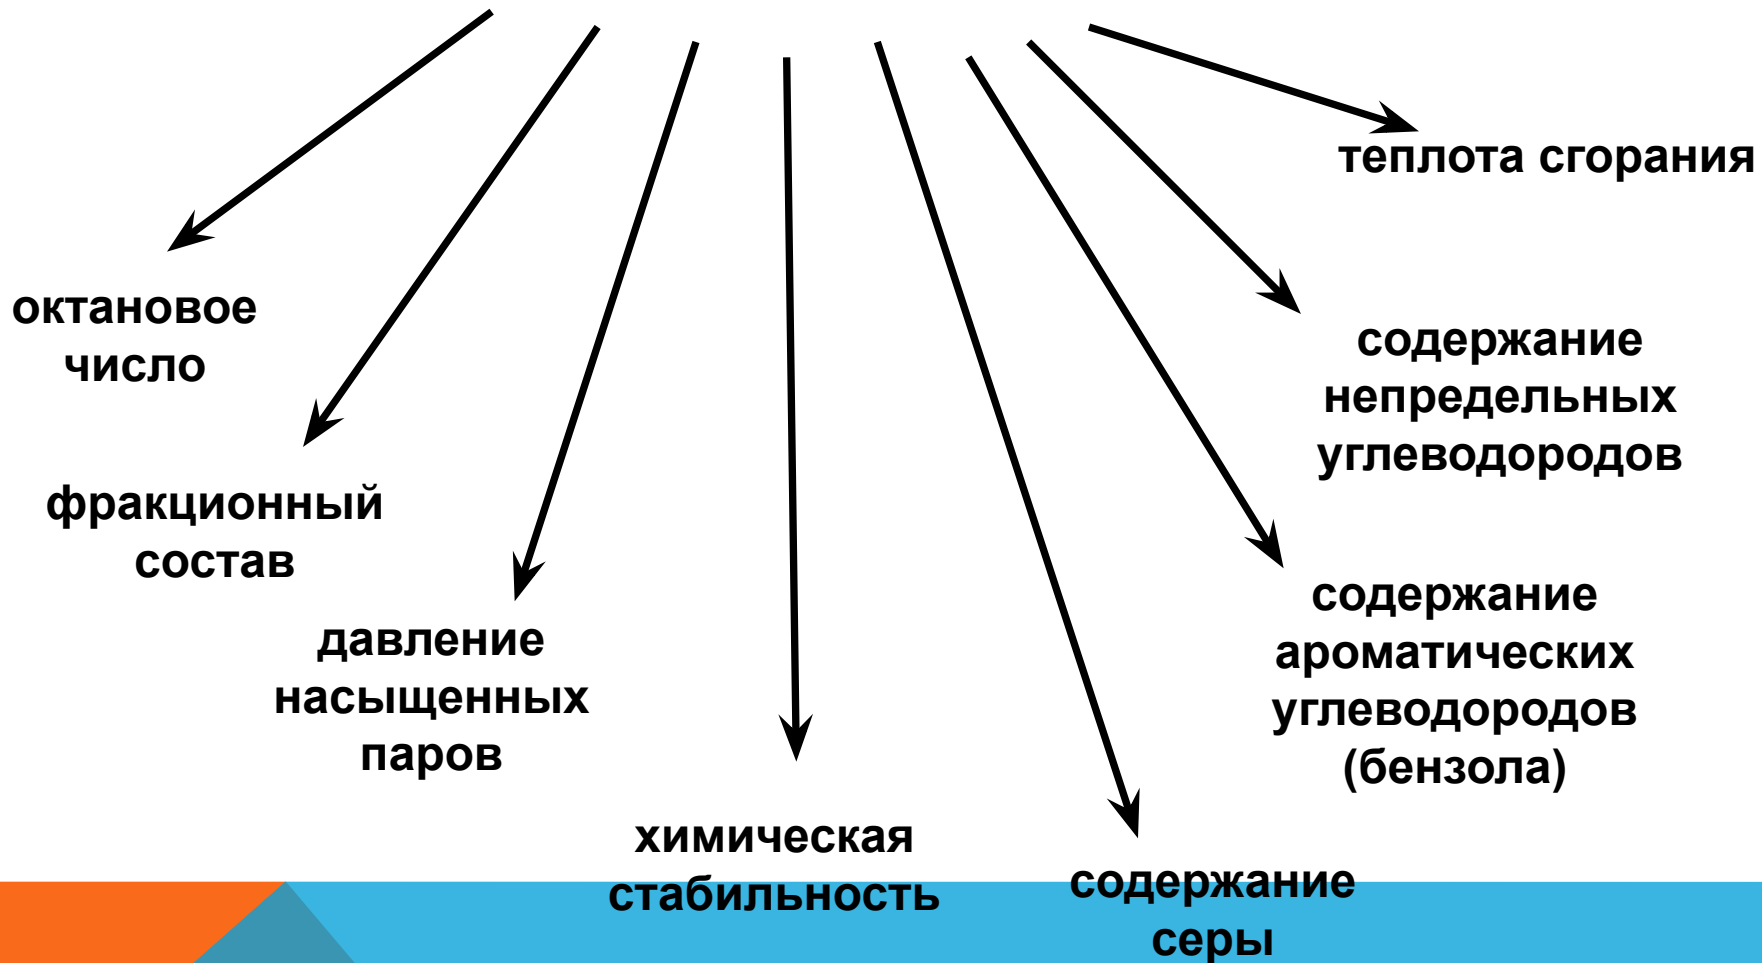 октановое
число
фракционный
состав
давление
насыщенных
паров
химическая
стабильность
содержание
серы
содержание
ароматических
углеводородов
(бензола)
содержание
непредельных
углеводородов
теплота сгорания